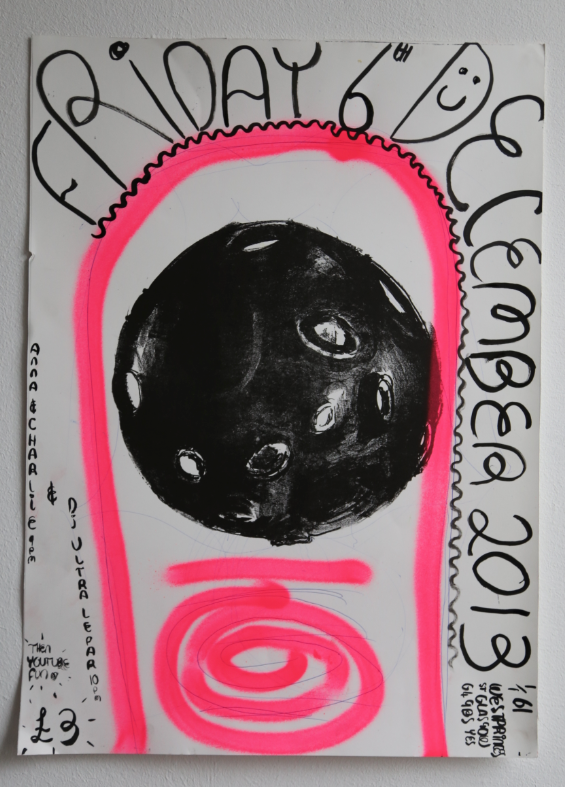 FRiDAY 6TH DECEMBER 2013
ANNA & CHARLIE 9PM
&
DJ ULTRA LEPAR 10pm
THEN
YOUTUBE
FUN
£3
1/61
ST GLASGOW
G4 9BS YES